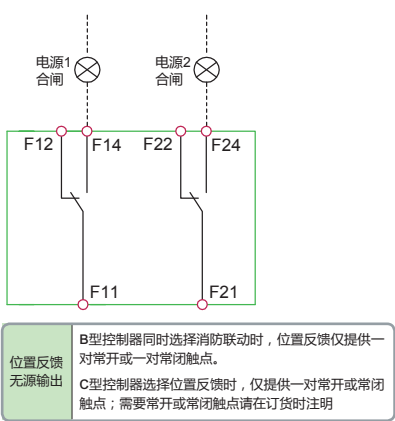 电源1
合闸
电源2
合闸
F12
F14
F22
F24
F11
F21
位置反馈
无源输出
B型控制器同时选择消防联动时，位置反馈仅提供一
对常开或一对常闭触点。
C型控制器选择位置反馈时，仅提供一对常开或常闭
触点；需要常开或常闭触点请在订货时注明